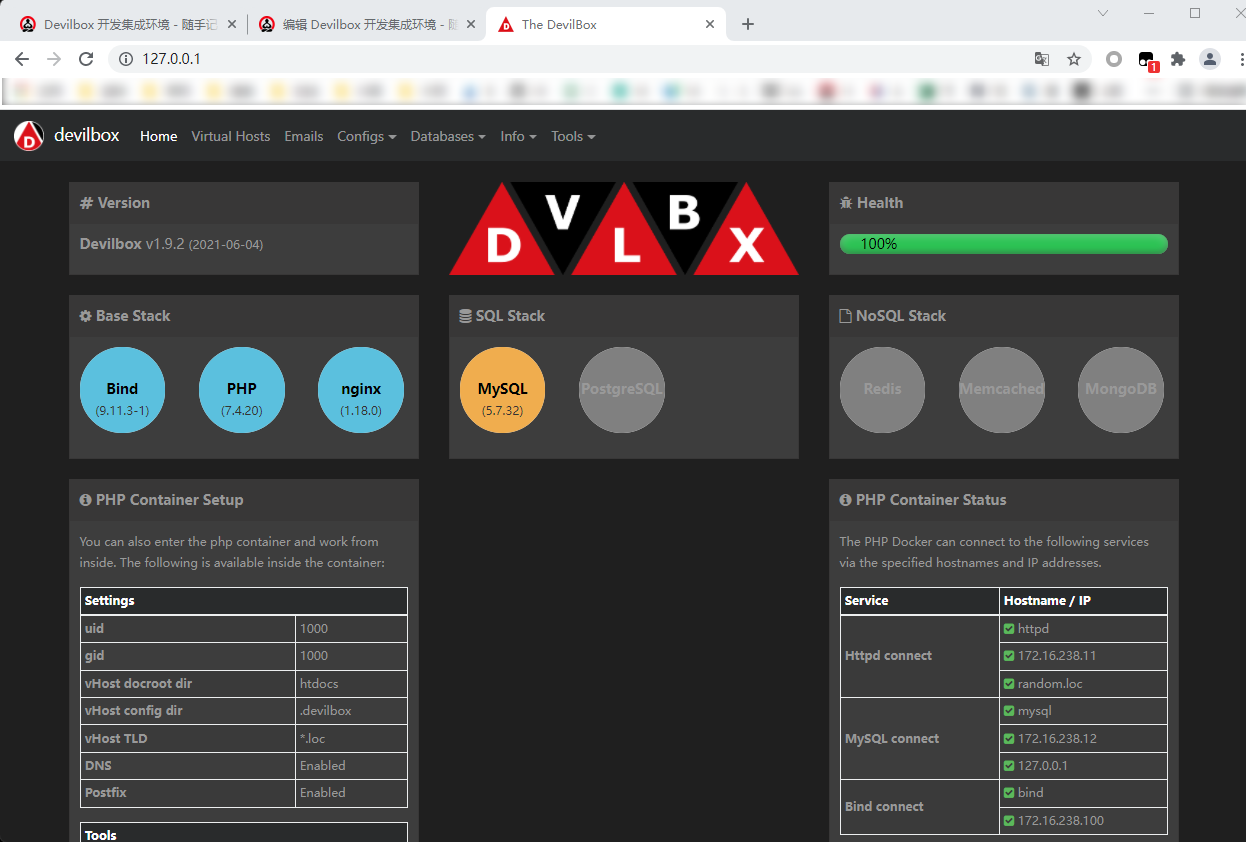 Devilbox 开发集成环境 - 随手记
编辑 Devilbox 开发集成环境 - 随
The DevilBox
127.0.0.1
1
D devilbox Home Virtual Hosts Emails Configs Databases Info Tools
# Version
Devilbox v1.9.2 (2021-06-04)
D V L B X
Health
100%
Base Stack
Bind
(9.11.3-1)
PHP
(7.4.20)
nginx
(1.18.0)
SQL Stack
MySQL
(5.7.32)
PostgreSQL
NoSQL Stack
Redis
Memcached
MongoDB
PHP Container Setup
You can also enter the php container and work from
inside. The following is available inside the container:
Settings
uid 1000
gid 1000
vHost docroot dir htdocs
vHost config dir .devilbox
vHost TLD *.loc
DNS Enabled
Postfix Enabled
Tools
PHP Container Status
The PHP Docker can connect to the following services
via the specified hostnames and IP addresses.
Service Hostname / IP
Httpd connect
httpd
172.16.238.11
random.loc
MySQL connect
mysql
172.16.238.12
127.0.0.1
Bind connect
bind
172.16.238.100